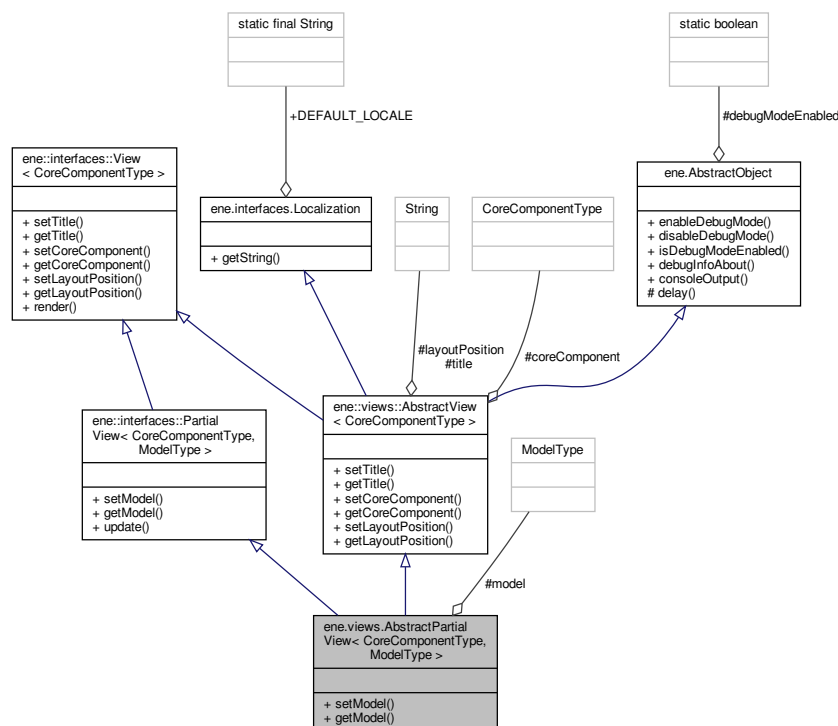 static final String
static boolean
+DEFAULT_LOCALE
#debugModeEnabled
ene::interfaces::View
< CoreComponentType >
+ setTitle()
+ getTitle()
+ setCoreComponent()
+ getCoreComponent()
+ setLayoutPosition()
+ getLayoutPosition()
+ render()
ene.interfaces.Localization
+ getString()
String
CoreComponentType
ene.AbstractObject
+ enableDebugMode()
+ disableDebugMode()
+ isDebugModeEnabled()
+ debugInfoAbout()
+ consoleOutput()
# delay()
#layoutPosition
#title
#coreComponent
ene::interfaces::Partial
View< CoreComponentType,
ModelType >
+ setModel()
+ getModel()
+ update()
ene::views::AbstractView
< CoreComponentType >
+ setTitle()
+ getTitle()
+ setCoreComponent()
+ getCoreComponent()
+ setLayoutPosition()
+ getLayoutPosition()
ModelType
#model
ene.views.AbstractPartial
View< CoreComponentType,
ModelType >
+ setModel()
+ getModel()